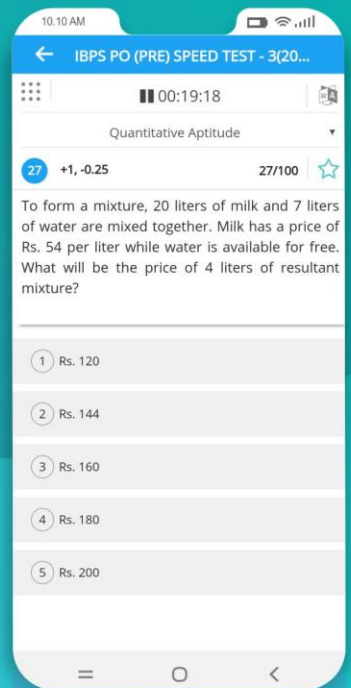 10.10 AM
IBPS PO (PRE) SPEED TEST - 3(20...
00:19:18
Quantitative Aptitude
27 +1, -0.25 27/100
To form a mixture, 20 liters of milk and 7 liters
of water are mixed together. Milk has a price of
Rs. 54 per liter while water is available for free.
What will be the price of 4 liters of resultant
mixture?
1 Rs. 120
2 Rs. 144
3 Rs. 160
4 Rs. 180
5 Rs. 200